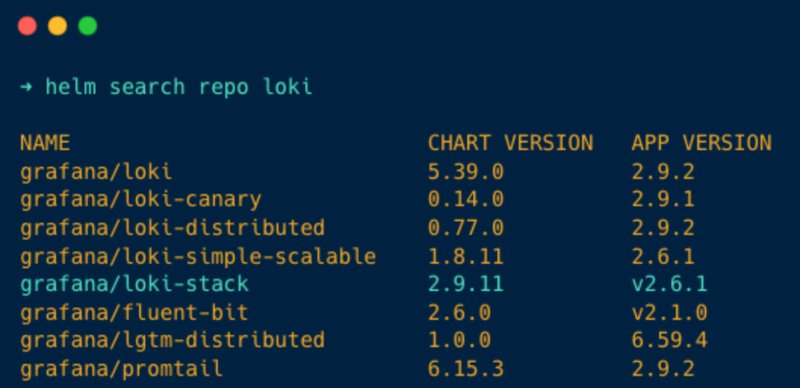 → helm search repo loki
NAME CHART VERSION APP VERSION
grafana/loki 5.39.0 2.9.2
grafana/loki-canary 0.14.0 2.9.1
grafana/loki-distributed 0.77.0 2.9.2
grafana/loki-simple-scalable 1.8.11 2.6.1
grafana/loki-stack 2.9.11 v2.6.1
grafana/fluent-bit 2.6.0 v2.1.0
grafana/lgtm-distributed 1.0.0 6.59.4
grafana/promtail 6.15.3 2.9.2